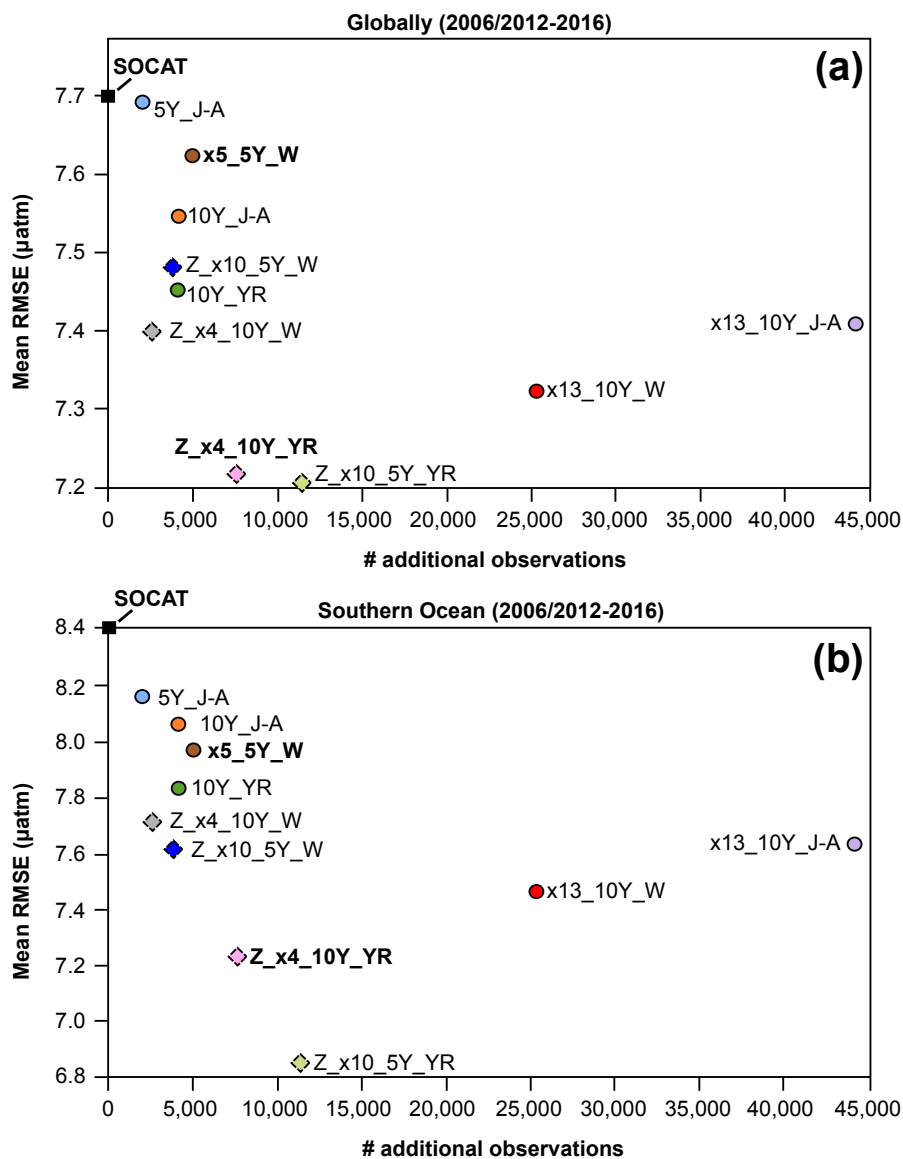 Globally (2006/2012-2016)
(a)
SOCAT
7.7
5Y_J-A
x5_5Y_W
7.6
10Y_J-A
7.5
Z_x10_5Y_W
10Y_YR
7.4
Z_x4_10Y_W
x13_10Y_J-A
x13_10Y_W
7.3
Z_x4_10Y_YR
Z_x10_5Y_YR
7.2
Mean RMSE (µatm)
0 5,000 10,000 15,000 20,000 25,000 30,000 35,000 40,000 45,000
# additional observations
SOCAT
Southern Ocean (2006/2012-2016)
(b)
8.4
8.2
5Y_J-A
10Y_J-A
8.0
x5_5Y_W
7.8
10Y_YR
Z_x4_10Y_W
7.6
Z_x10_5Y_W
x13_10Y_J-A
x13_10Y_W
7.4
7.2
Z_x4_10Y_YR
7.0
Z_x10_5Y_YR
6.8
Mean RMSE (µatm)
0 5,000 10,000 15,000 20,000 25,000 30,000 35,000 40,000 45,000
# additional observations